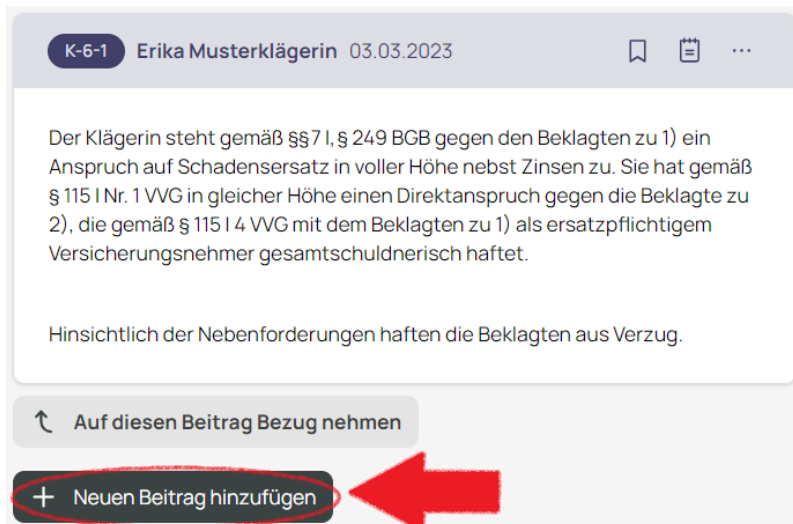 K-6-1 Erika Musterklägerin 03.03.2023
Der Klägerin steht gemäß §§7 I, § 249 BGB gegen den Beklagten zu 1) ein
Anspruch auf Schadensersatz in voller Höhe nebst Zinsen zu. Sie hat gemäß
§ 115 I Nr. 1 VVG in gleicher Höhe einen Direktanspruch gegen die Beklagte zu
2), die gemäß § 115 I 4 VVG mit dem Beklagten zu 1) als ersatzpflichtigem
Versicherungsnehmer gesamtschuldnerisch haftet.
Hinsichtlich der Nebenforderungen haften die Beklagten aus Verzug.
Auf diesen Beitrag Bezug nehmen
+ Neuen Beitrag hinzufügen